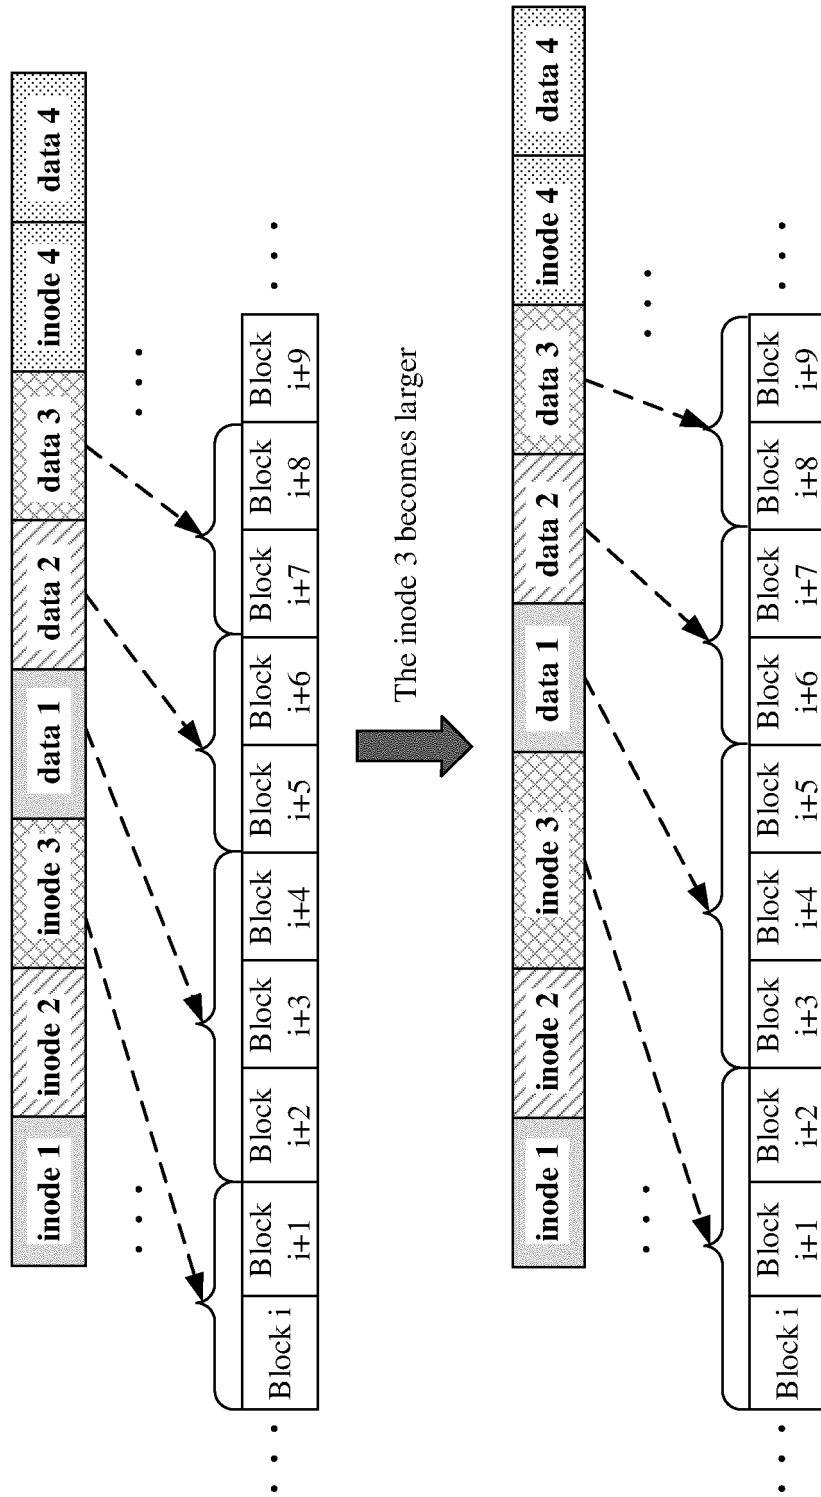 inode 1 inode 2 inode 3 data 1 data 2 data 3 inode 4 data 4
. . . . . .
. . . Block i Block i+1 Block i+2 Block i+3 Block i+4 Block i+5 Block i+6 Block i+7 Block i+8 Block i+9 . . .
The inode 3 becomes larger
inode 1 inode 2 inode 3 data 1 data 2 data 3 inode 4 data 4
. . . . . .
. . . Block i Block i+1 Block i+2 Block i+3 Block i+4 Block i+5 Block i+6 Block i+7 Block i+8 Block i+9 . . .